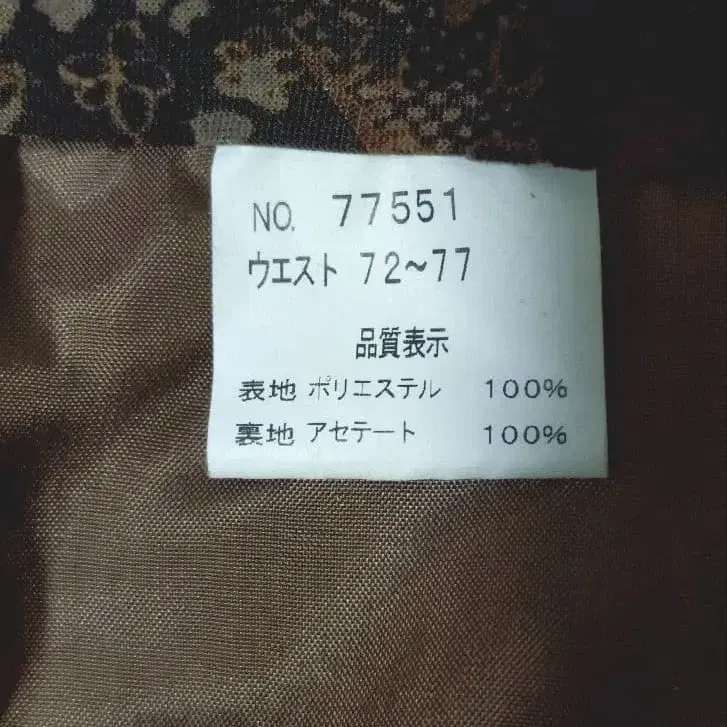 NO. 77551
ウエスト 72~77
品質表示
表地 ポリエステル 100%
裏地 アセテート 100%